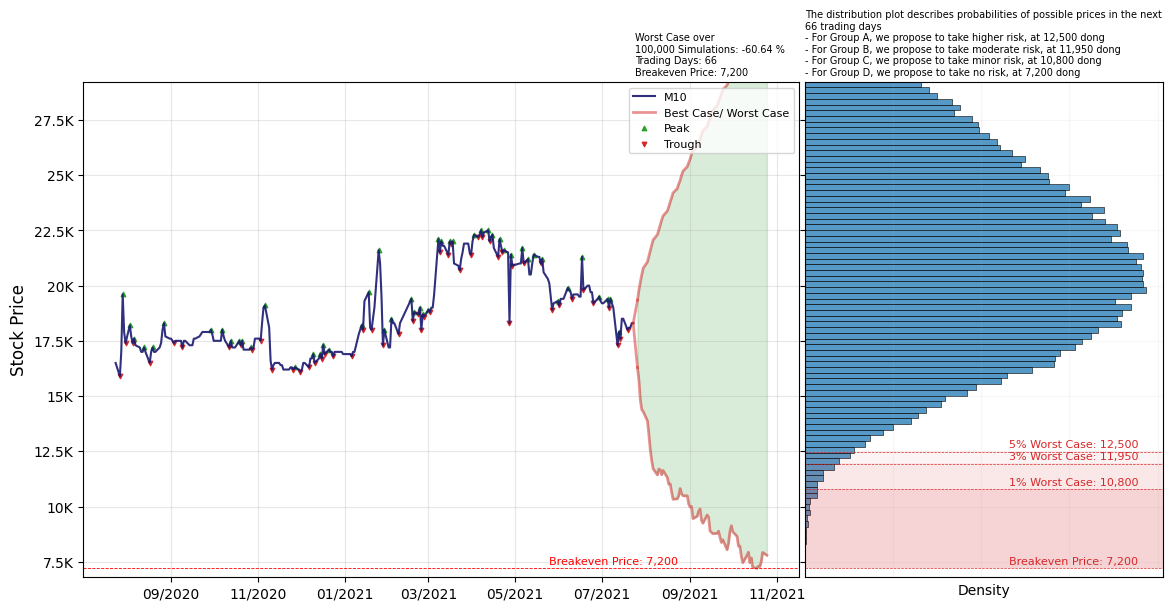 Worst Case over
100,000 Simulations: -60.64 %
Trading Days: 66
Breakeven Price: 7,200
The distribution plot describes probabilities of possible prices in the next
66 trading days
- For Group A, we propose to take higher risk, at 12,500 dong
- For Group B, we propose to take moderate risk, at 11,950 dong
- For Group C, we propose to take minor risk, at 10,800 dong
- For Group D, we propose to take no risk, at 7,200 dong
M10
Best Case/ Worst Case
Peak
Trough
Stock Price
27.5K
25K
22.5K
20K
17.5K
15K
12.5K
10K
7.5K
Breakeven Price: 7,200
09/2020
11/2020
01/2021
03/2021
05/2021
07/2021
09/2021
11/2021
5% Worst Case: 12,500
3% Worst Case: 11,950
1% Worst Case: 10,800
Breakeven Price: 7,200
Density